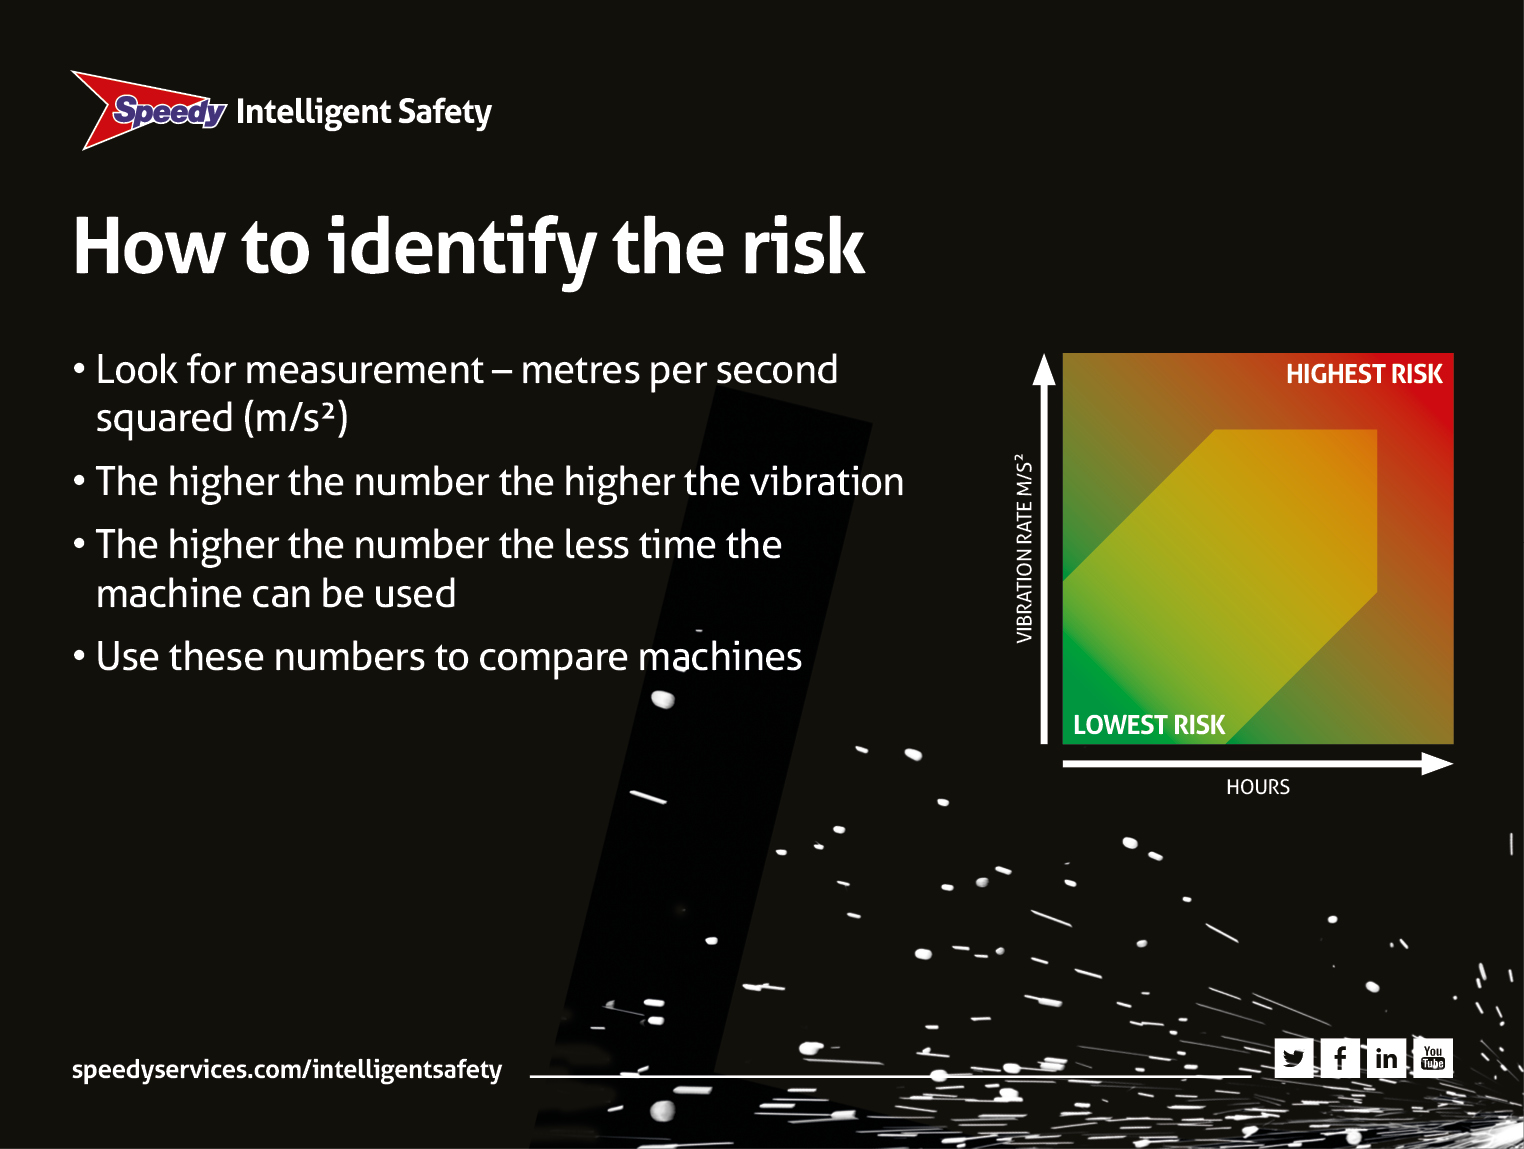 Speedy Intelligent Safety
How to identify the risk
• Look for measurement – metres per second
squared (m/s²)
• The higher the number the higher the vibration
• The higher the number the less time the
machine can be used
• Use these numbers to compare machines
HIGHEST RISK
VIBRATION RATE M/S²
LOWEST RISK
HOURS
speedyservices.com/intelligentsafety
f
in
You
Tube